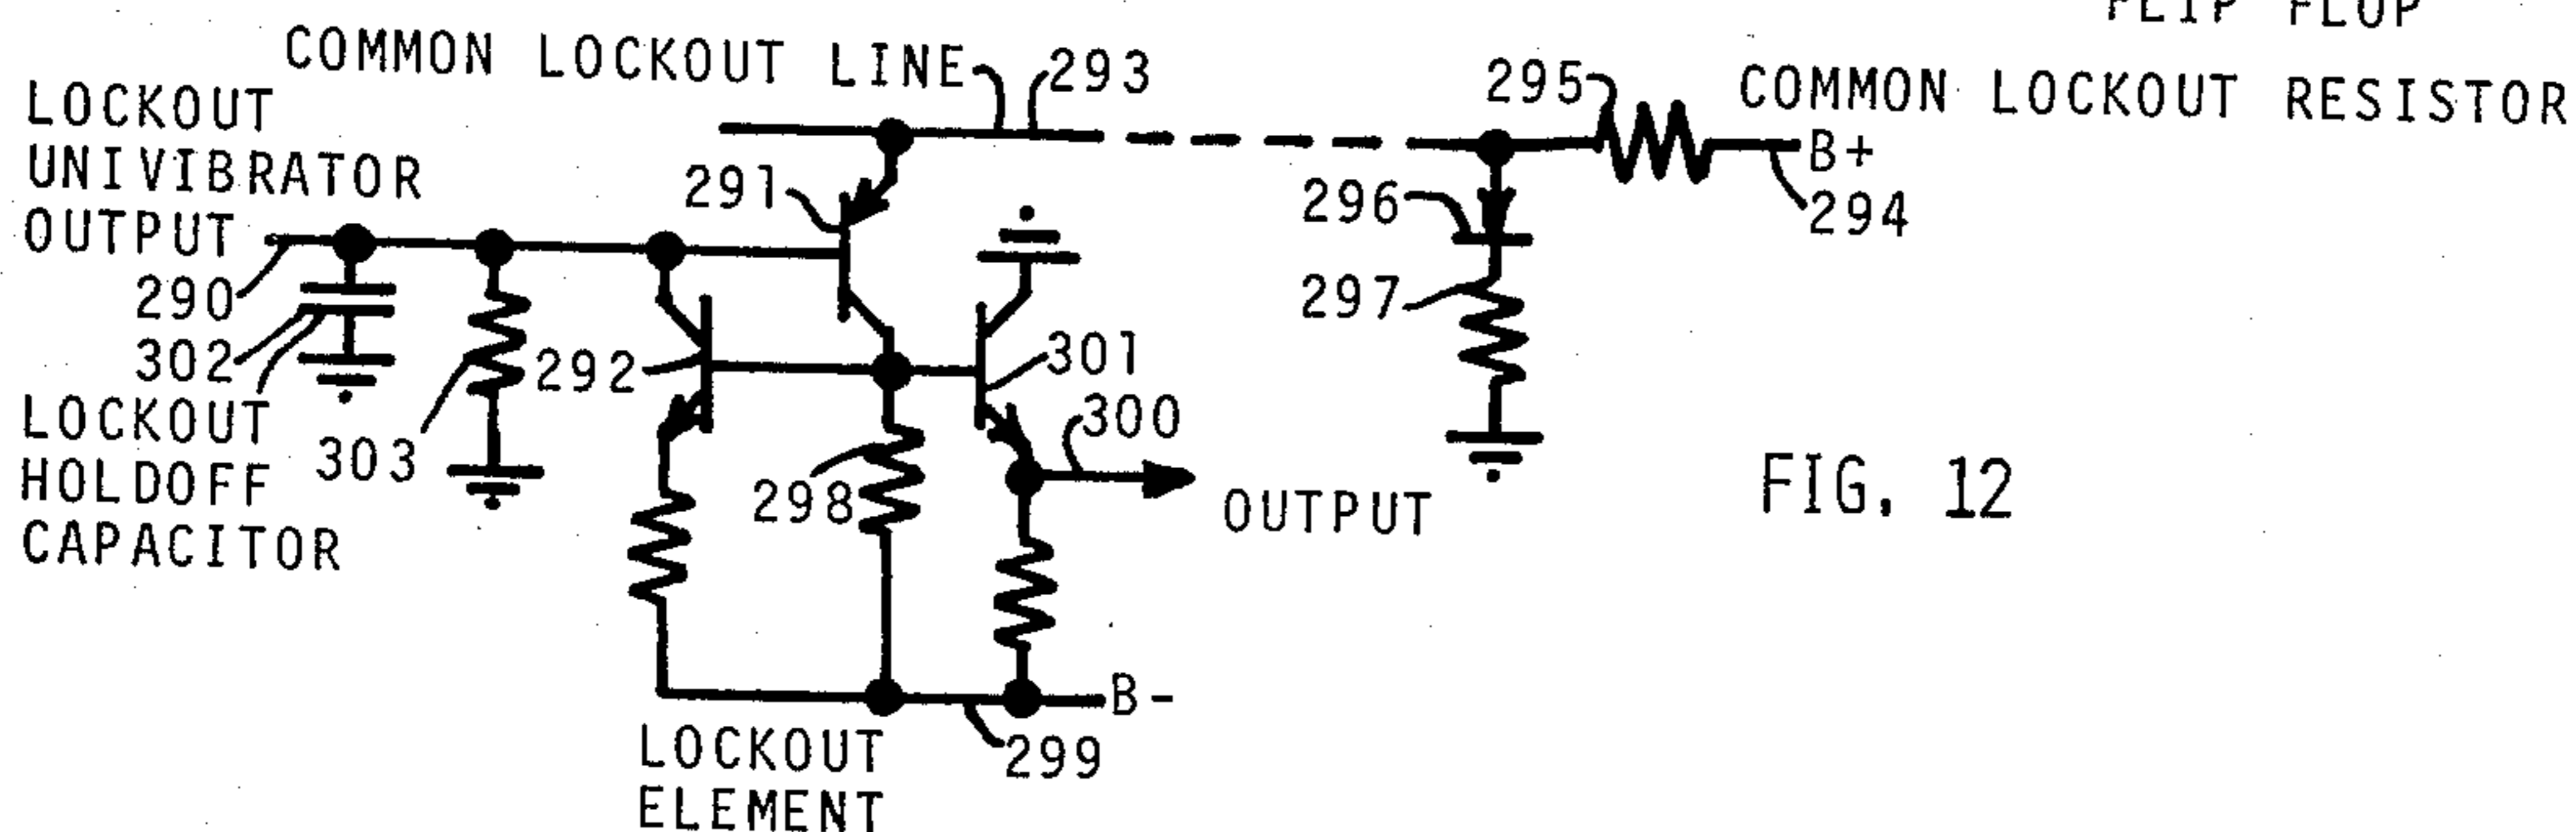 FLIP FLOP
COMMON LOCKOUT LINE
293
295
COMMON LOCKOUT RESISTOR
B+
294
LOCKOUT
UNIVIBRATOR
OUTPUT
290
291
296
297
302
303
292
301
300
LOCKOUT
HOLDOFF
CAPACITOR
298
OUTPUT
FIG. 12
B-
299
LOCKOUT
ELEMENT